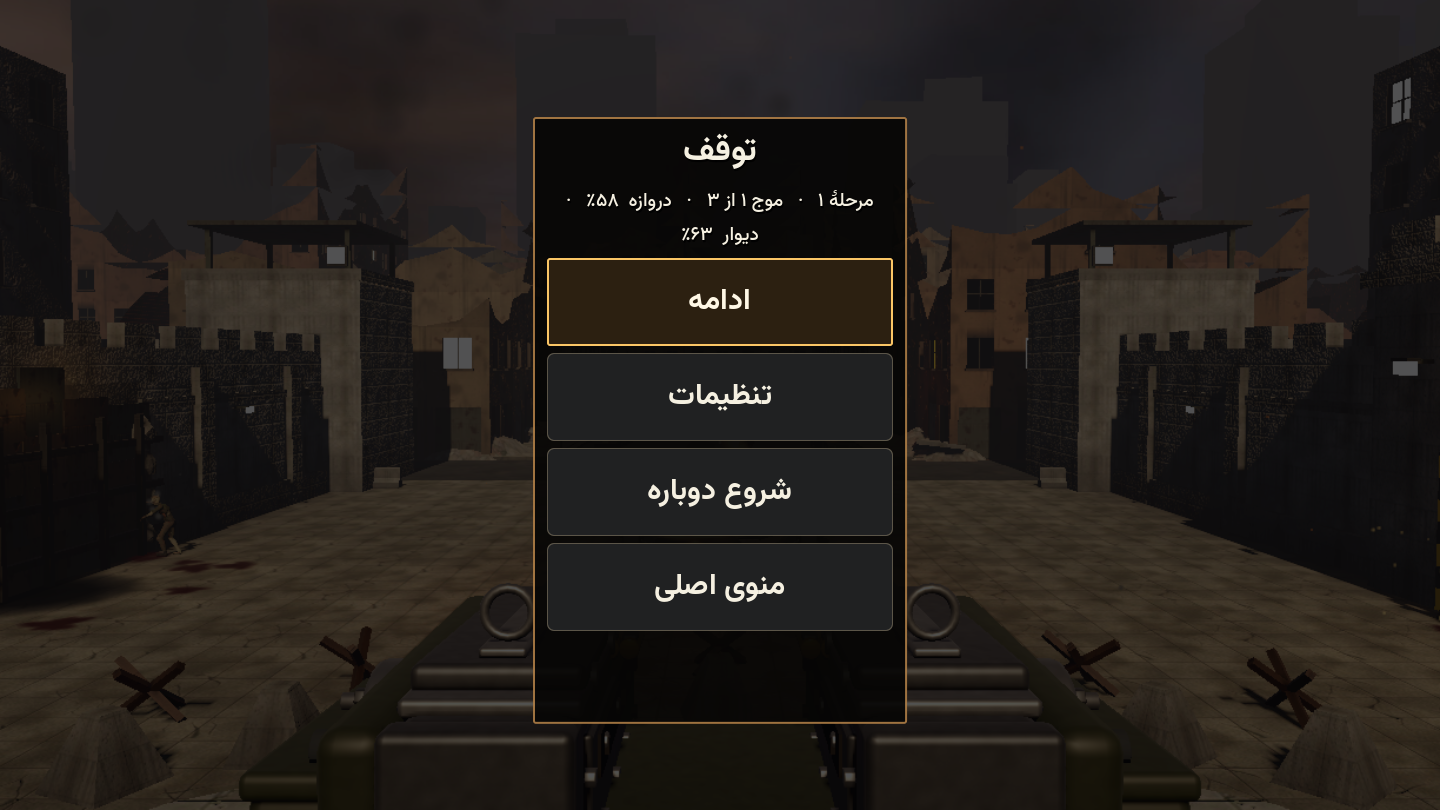 توقف
مرحلهٔ ۱ · موج ۱ از ۳ · دروازه ۵۸٪ ·
دیوار ۶۳٪
ادامه
تنظیمات
شروع دوباره
منوی اصلی